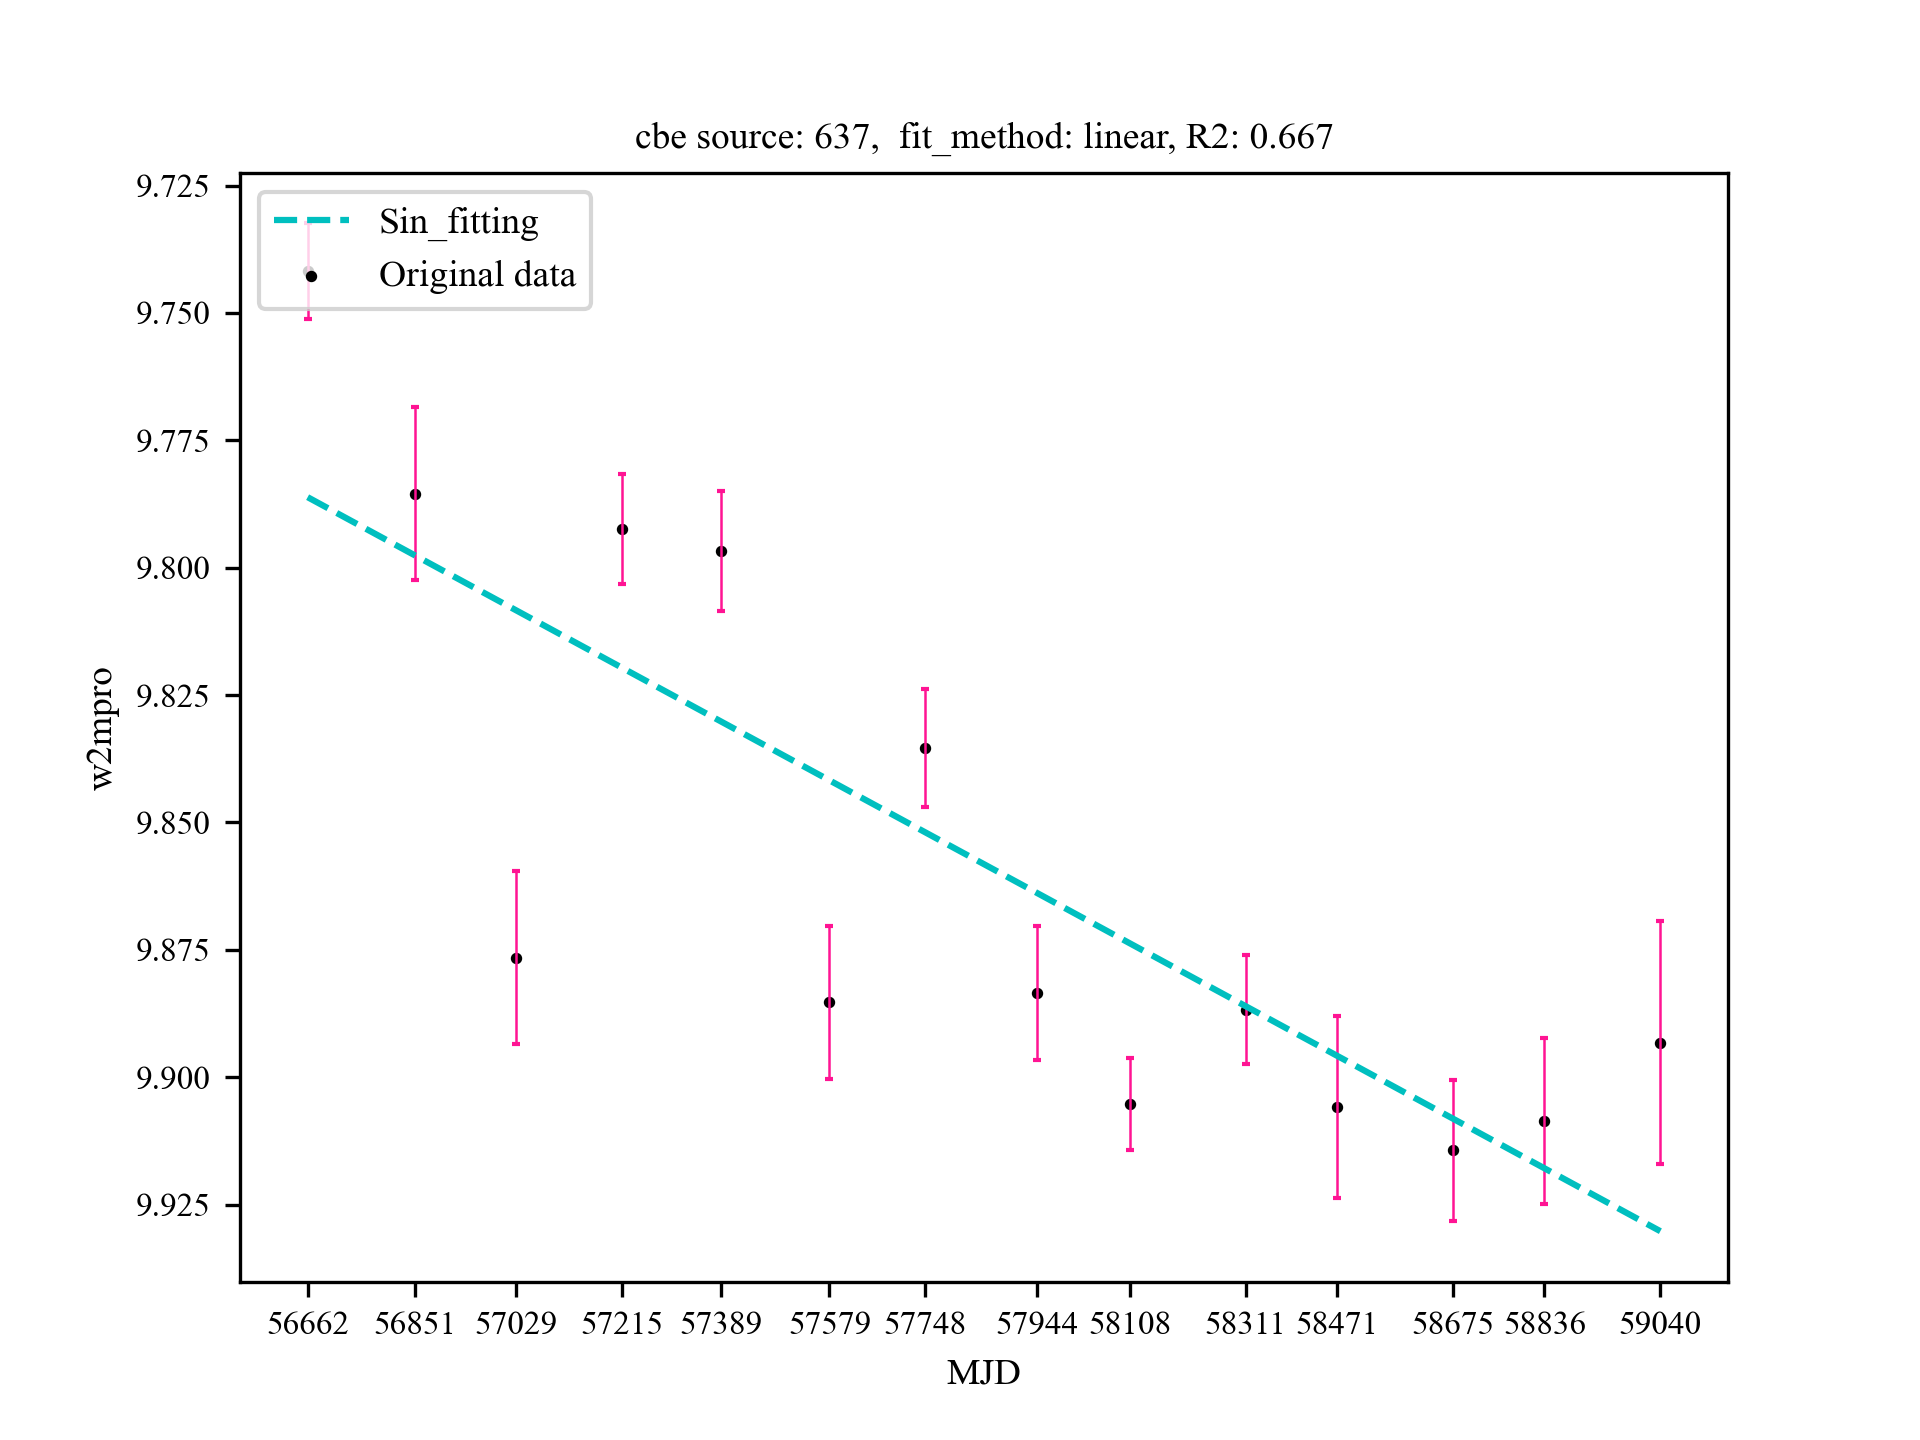 cbe source: 637,  fit_method: linear, R2: 0.667
Sin_fitting
Original data
9.725
9.750
9.775
9.800
9.825
9.850
9.875
9.900
9.925
w2mpro
56662 56851 57029 57215 57389 57579 57748 57944 58108 58311 58471 58675 58836 59040
MJD